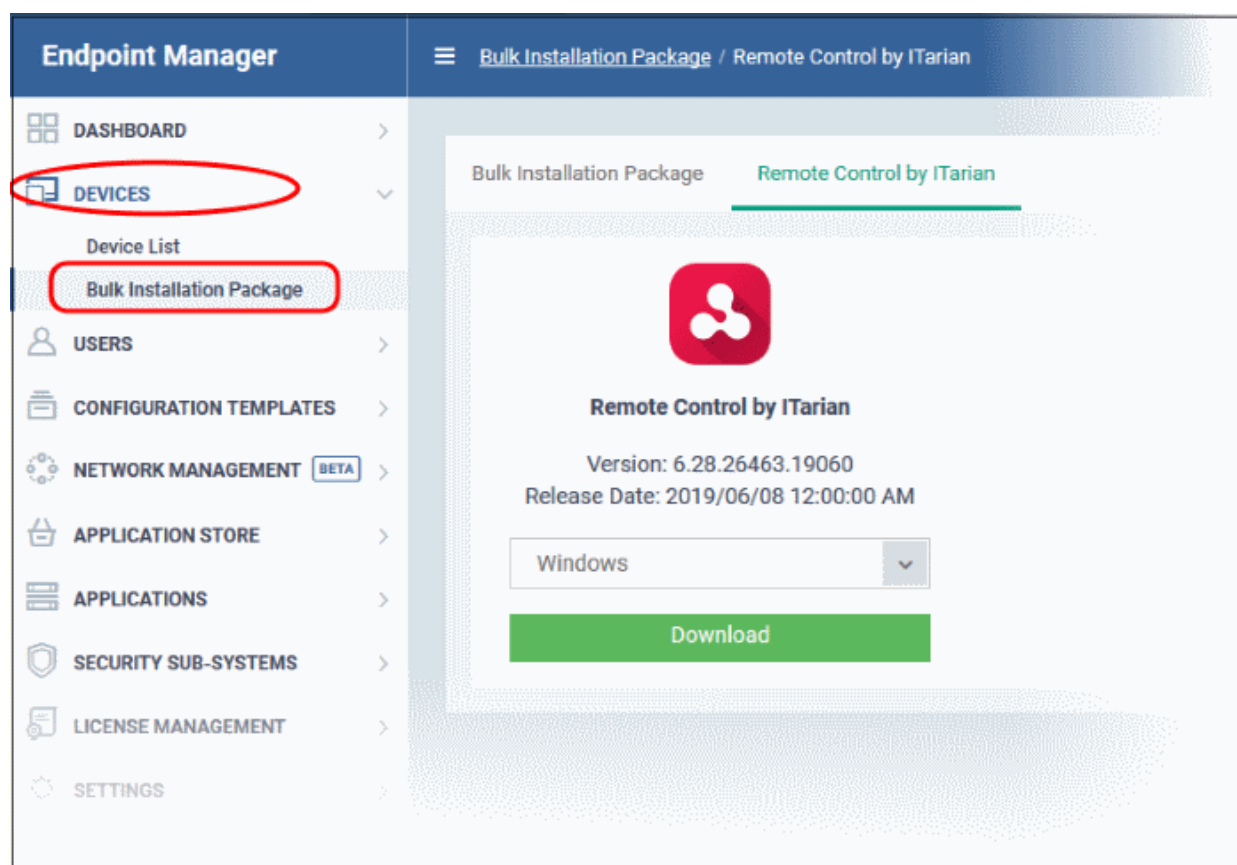 Endpoint Manager
Bulk Installation Package / Remote Control by ITarian
DASHBOARD
DEVICES
Device List
Bulk Installation Package
USERS
CONFIGURATION TEMPLATES
NETWORK MANAGEMENT BETA
APPLICATION STORE
APPLICATIONS
SECURITY SUB-SYSTEMS
LICENSE MANAGEMENT
SETTINGS
Bulk Installation Package
Remote Control by ITarian
Remote Control by ITarian
Version: 6.28.26463.19060
Release Date: 2019/06/08 12:00:00 AM
Windows
Download